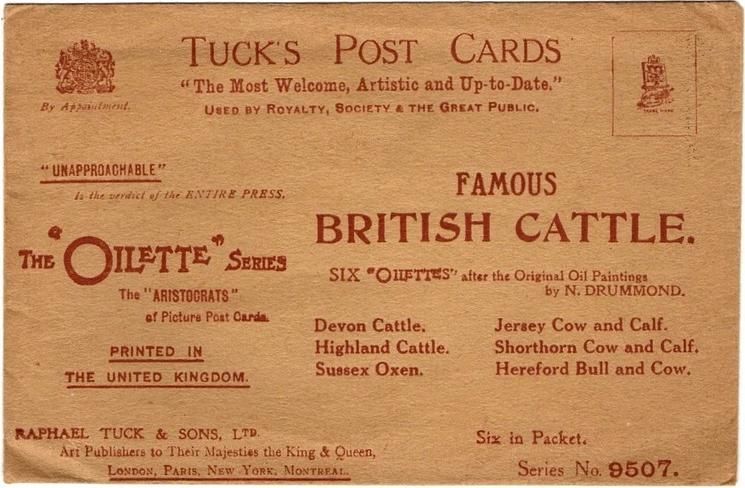 TUCK'S POST CARDS
"The Most Welcome, Artistic and Up-to-Date."
USED BY ROYALTY, SOCIETY & THE GREAT PUBLIC.
By Appointment.
TRADE MARK
"UNAPPROACHABLE"
Is the verdict of the ENTIRE PRESS.
THE "OILETTE" SERIES
The "ARISTOCRATS"
of Picture Post Cards.
PRINTED IN
THE UNITED KINGDOM.
FAMOUS
BRITISH CATTLE.
SIX "OILETTES" after the Original Oil Paintings
by N. DRUMMOND.
Devon Cattle.
Highland Cattle.
Sussex Oxen.
Jersey Cow and Calf.
Shorthorn Cow and Calf.
Hereford Bull and Cow.
RAPHAEL TUCK & SONS, LTD.
Art Publishers to Their Majesties the King & Queen,
LONDON, PARIS, NEW YORK, MONTREAL.
Six in Packet.
Series No. 9507.